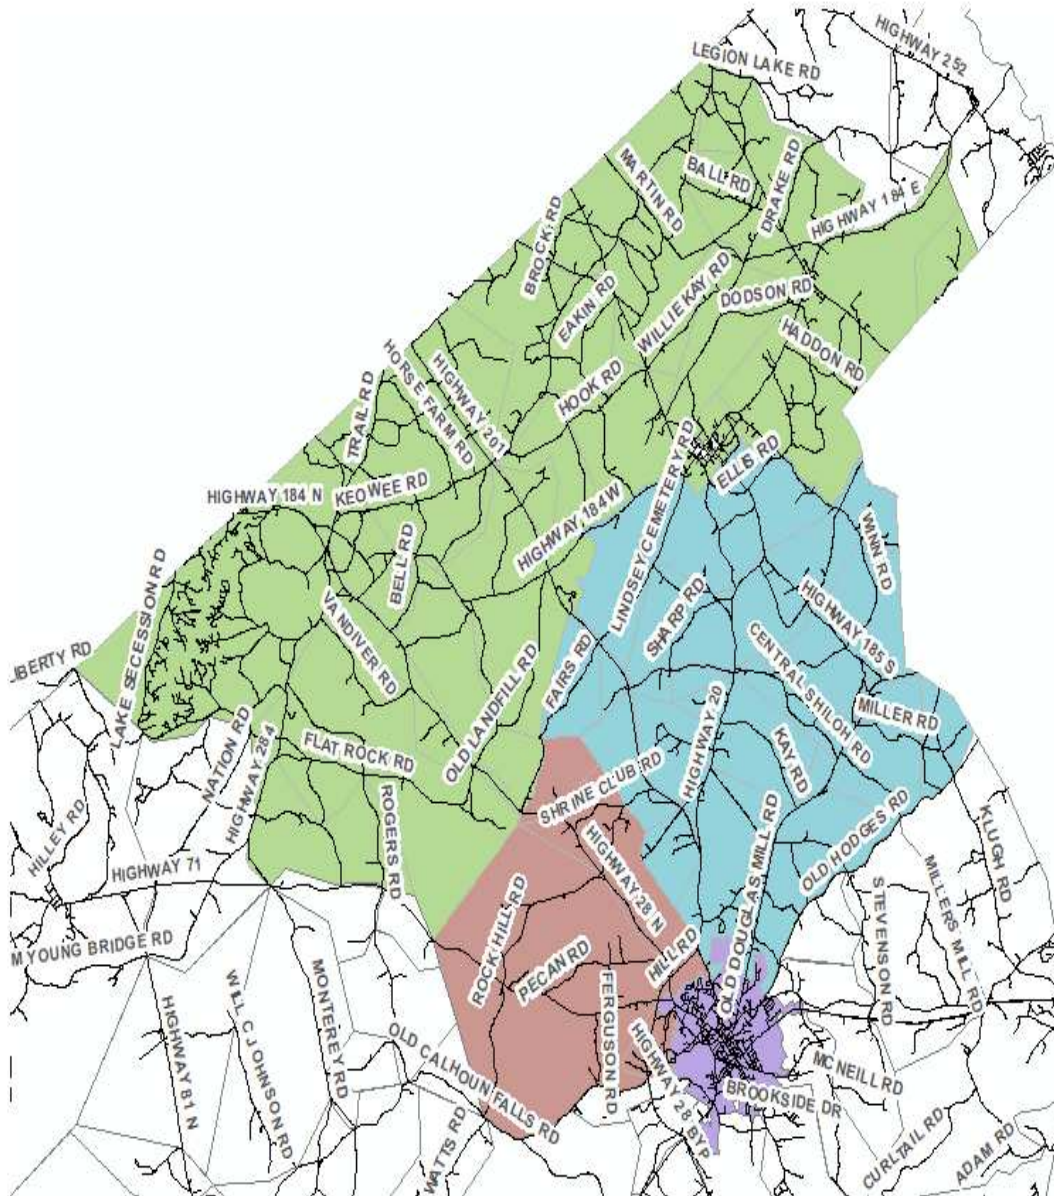 HIGHWAY 252
LEGION LAKE RD
MARTIN RD
BALL RD
DRAKE RD
HIGHWAY 184 E
BROCK RD
EAKIN RD
WILLIE KAY RD
DODSON RD
HADDON RD
HORSE FARM RD
HIGHWAY 201
HOOK RD
TRAIL RD
HIGHWAY 184 N
KEOWEE RD
LINDSEY CEMETERY RD
ELLIS RD
HIGHWAY 184 W
WINN RD
BELL RD
LAKE SECESSION RD
VANDIVER RD
SHARP RD
HIGHWAY 185 S
CENTRAL SHILOH RD
LIBERTY RD
FAIRS RD
OLD LANDFILL RD
MILLER RD
NATION RD
HIGHWAY 284
FLAT ROCK RD
HIGHWAY 20
KAY RD
SHRINE CLUB RD
HILLEY RD
ROGERS RD
OLD DOUGLAS MILL RD
OLD HODGES RD
KLUGH RD
HIGHWAY 71
HIGHWAY 28 N
MILLERS MILL RD
STEVENSON RD
M YOUNG BRIDGE RD
ROCK HILL RD
PECAN RD
HILL RD
FERGUSON RD
HIGHWAY 81 N
WILL C JOHNSON RD
MONTEREY RD
OLD CALHOUN FALLS RD
HIGHWAY 28 BYP
BROOKSIDE DR
MCNEILL RD
WATTS RD
CURLTAIL RD
ADAM RD